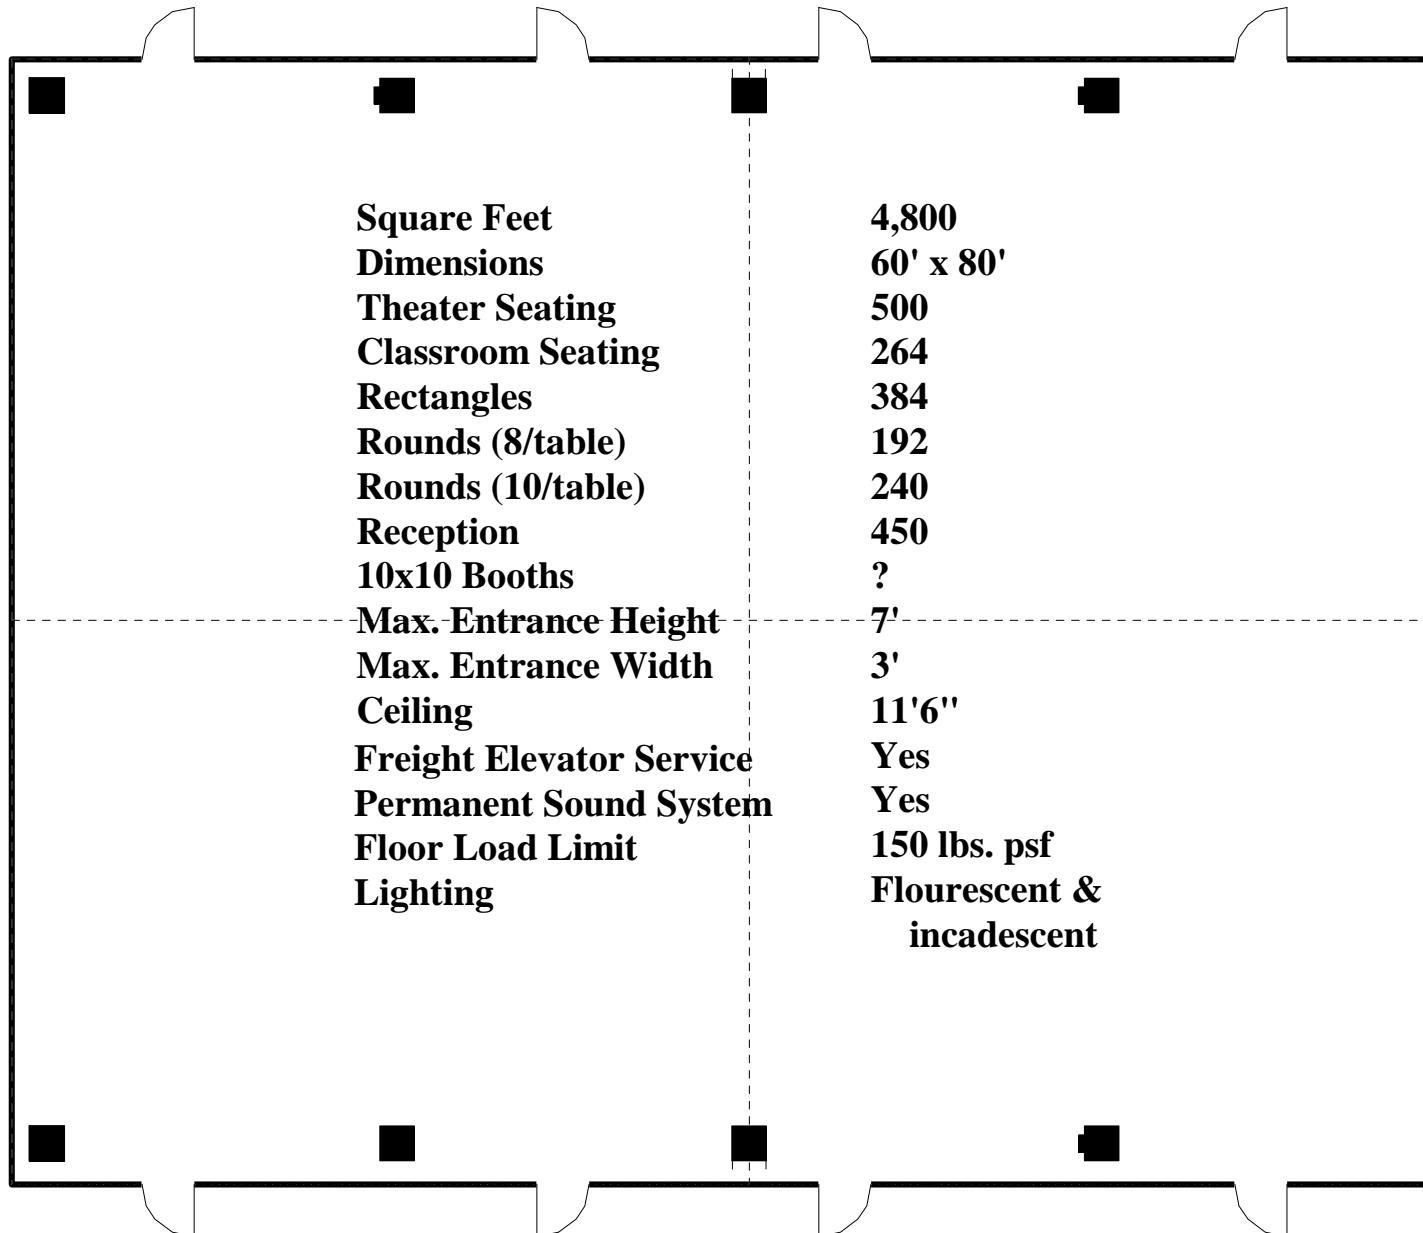 Square Feet 4,800
Dimensions 60' x 80'
Theater Seating 500
Classroom Seating 264
Rectangles 384
Rounds (8/table) 192
Rounds (10/table) 240
Reception 450
10x10 Booths ?
Max. Entrance Height 7'
Max. Entrance Width 3'
Ceiling 11'6"
Freight Elevator Service Yes
Permanent Sound System Yes
Floor Load Limit 150 lbs. psf
Lighting Flourescent &
incadescent